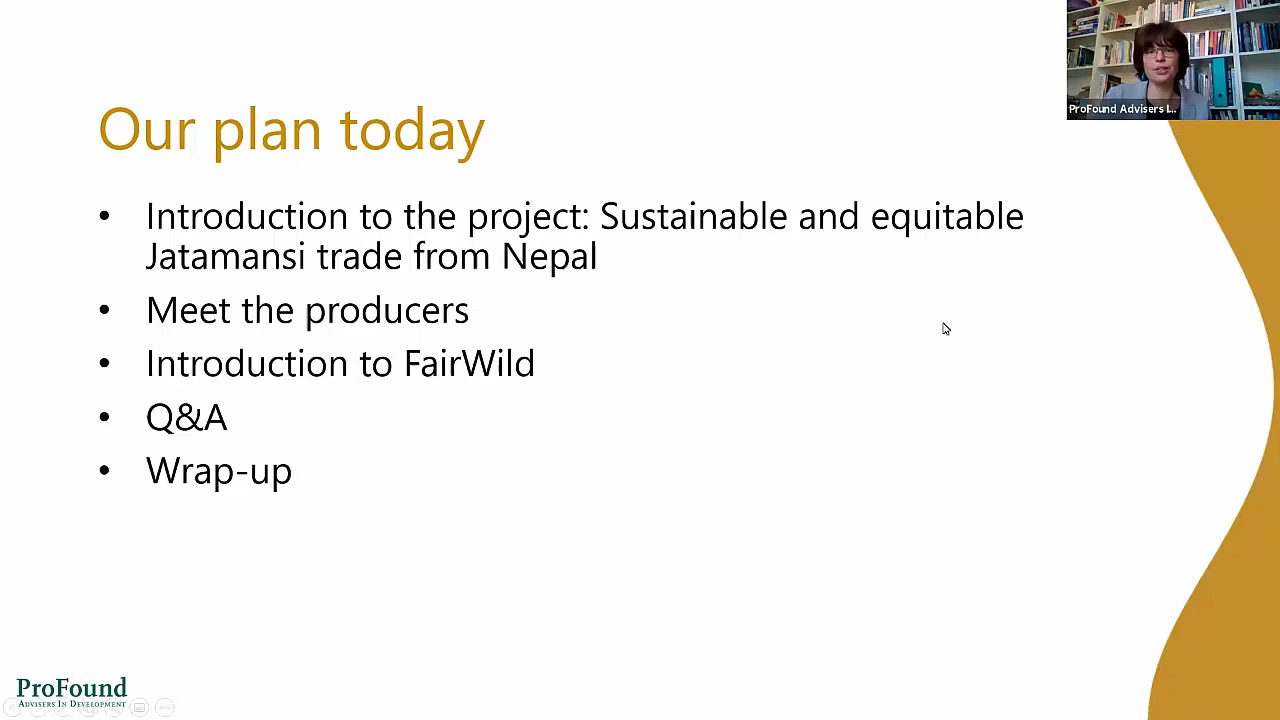 ProFound Advisers L...
Our plan today
• Introduction to the project: Sustainable and equitable
Jatamansi trade from Nepal
• Meet the producers
• Introduction to FairWild
• Q&A
• Wrap-up
ProFound
ADVISERS IN DEVELOPMENT